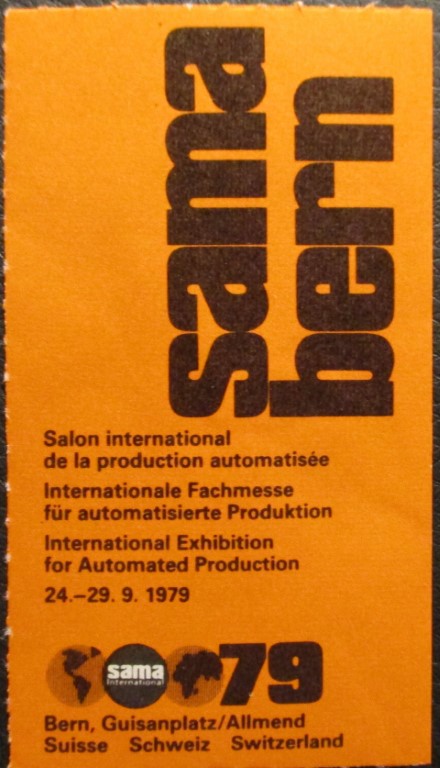 sama
bern
Salon international
de la production automatisée
Internationale Fachmesse
für automatisierte Produktion
International Exhibition
for Automated Production
24.–29. 9. 1979
sama
international
79
Bern, Guisanplatz/Allmend
Suisse Schweiz Switzerland